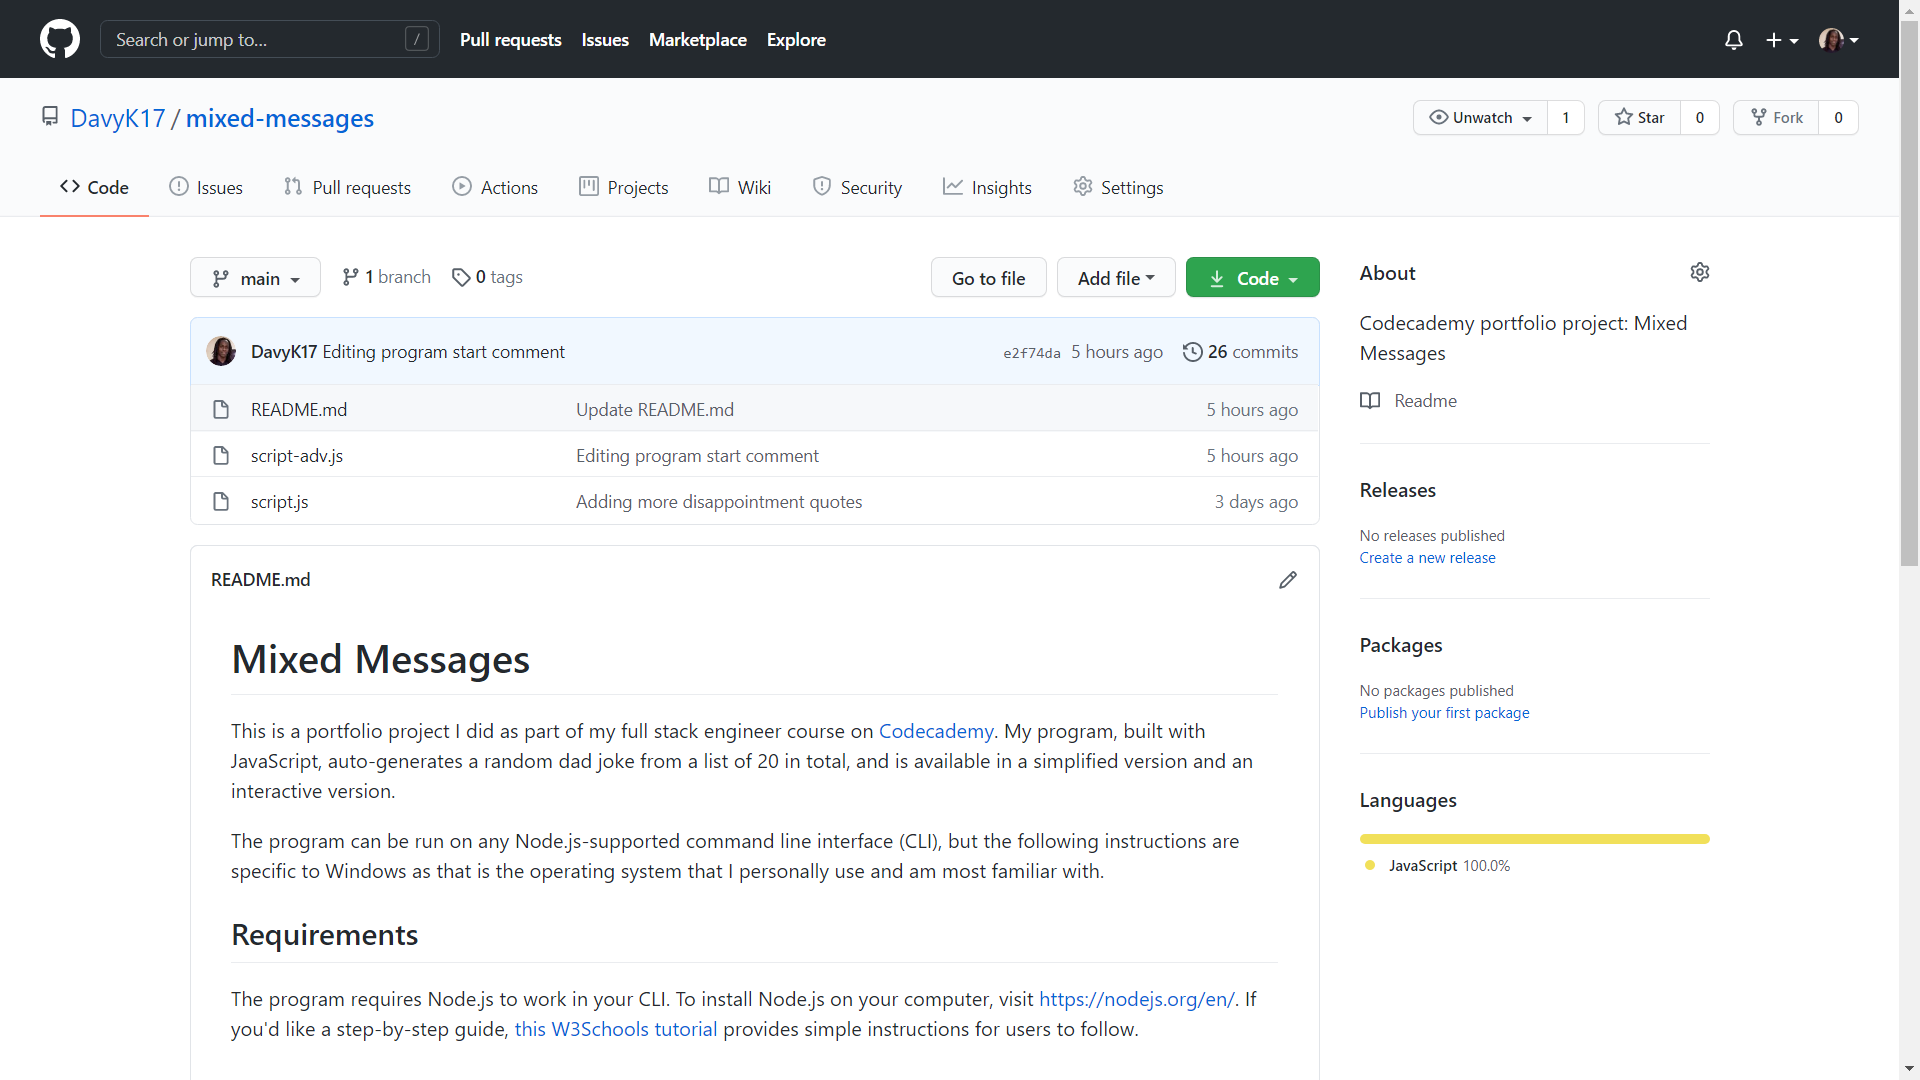 Search or jump to... /
Pull requests Issues Marketplace Explore
DavyK17 / mixed-messages
Unwatch 1 Star 0 Fork 0
Code Issues Pull requests Actions Projects Wiki Security Insights Settings
main 1 branch 0 tags
Go to file Add file Code
DavyK17 Editing program start comment e2f74da 5 hours ago 26 commits
README.md Update README.md 5 hours ago
script-adv.js Editing program start comment 5 hours ago
script.js Adding more disappointment quotes 3 days ago
README.md
Mixed Messages
This is a portfolio project I did as part of my full stack engineer course on Codecademy. My program, built with
JavaScript, auto-generates a random dad joke from a list of 20 in total, and is available in a simplified version and an
interactive version.
The program can be run on any Node.js-supported command line interface (CLI), but the following instructions are
specific to Windows as that is the operating system that I personally use and am most familiar with.
Requirements
The program requires Node.js to work in your CLI. To install Node.js on your computer, visit https://nodejs.org/en/. If
you'd like a step-by-step guide, this W3Schools tutorial provides simple instructions for users to follow.
About
Codecademy portfolio project: Mixed
Messages
Readme
Releases
No releases published
Create a new release
Packages
No packages published
Publish your first package
Languages
JavaScript 100.0%